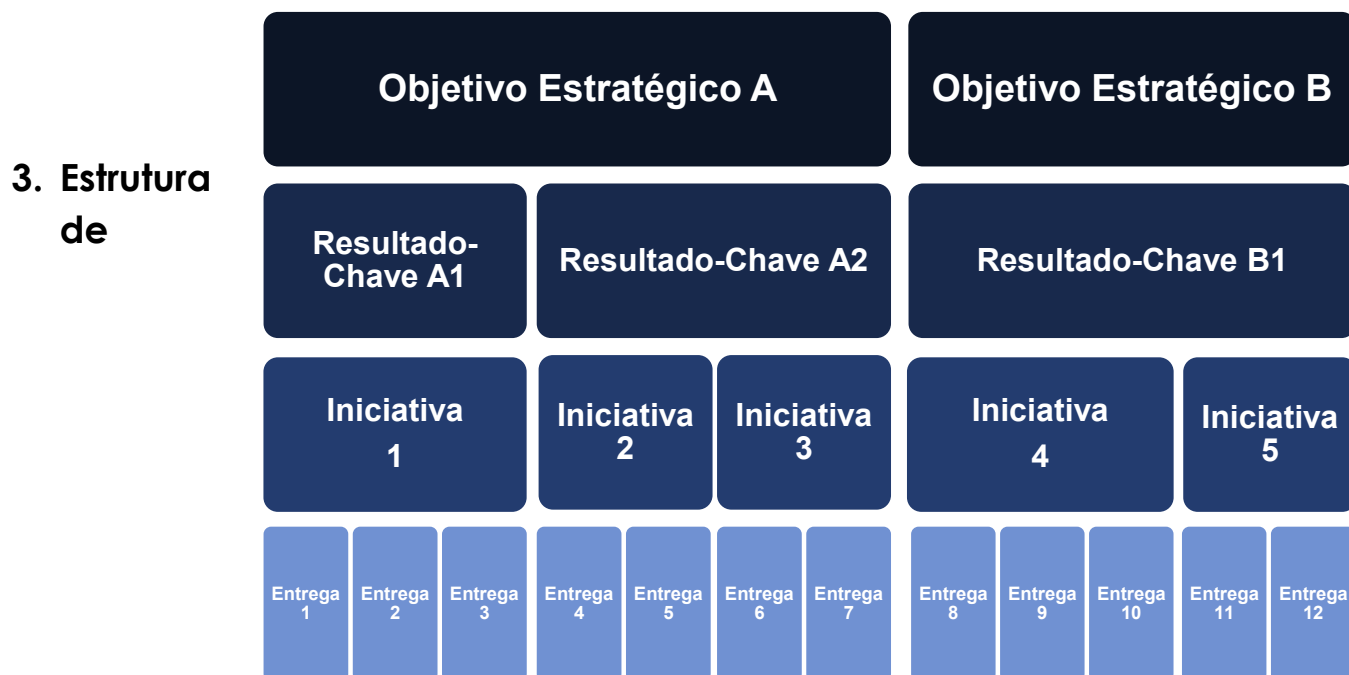 3. Estrutura
de
Objetivo Estratégico A
Objetivo Estratégico B
Resultado-
Chave A1
Resultado-Chave A2
Resultado-Chave B1
Iniciativa
1
Iniciativa
2
Iniciativa
3
Iniciativa
4
Iniciativa
5
Entrega
1
Entrega
2
Entrega
3
Entrega
4
Entrega
5
Entrega
6
Entrega
7
Entrega
8
Entrega
9
Entrega
10
Entrega
11
Entrega
12